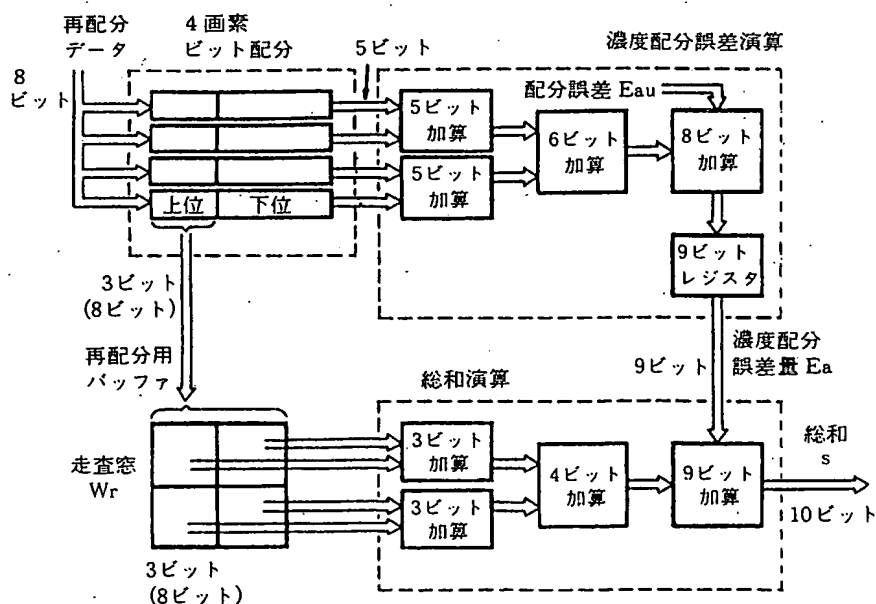 再配分
データ
8
ビット
4画素
ビット配分
5ビット
濃度配分誤差演算
配分誤差 Eau
5ビット
加算
5ビット
加算
6ビット
加算
8ビット
加算
上位
下位
9ビット
レジスタ
3ビット
(8ビット)
再配分用
バッファ
9ビット
濃度配分
誤差量 Ea
総和演算
走査窓
Wr
3ビット
加算
3ビット
加算
4ビット
加算
9ビット
加算
総和
s
10ビット
3ビット
(8ビット)